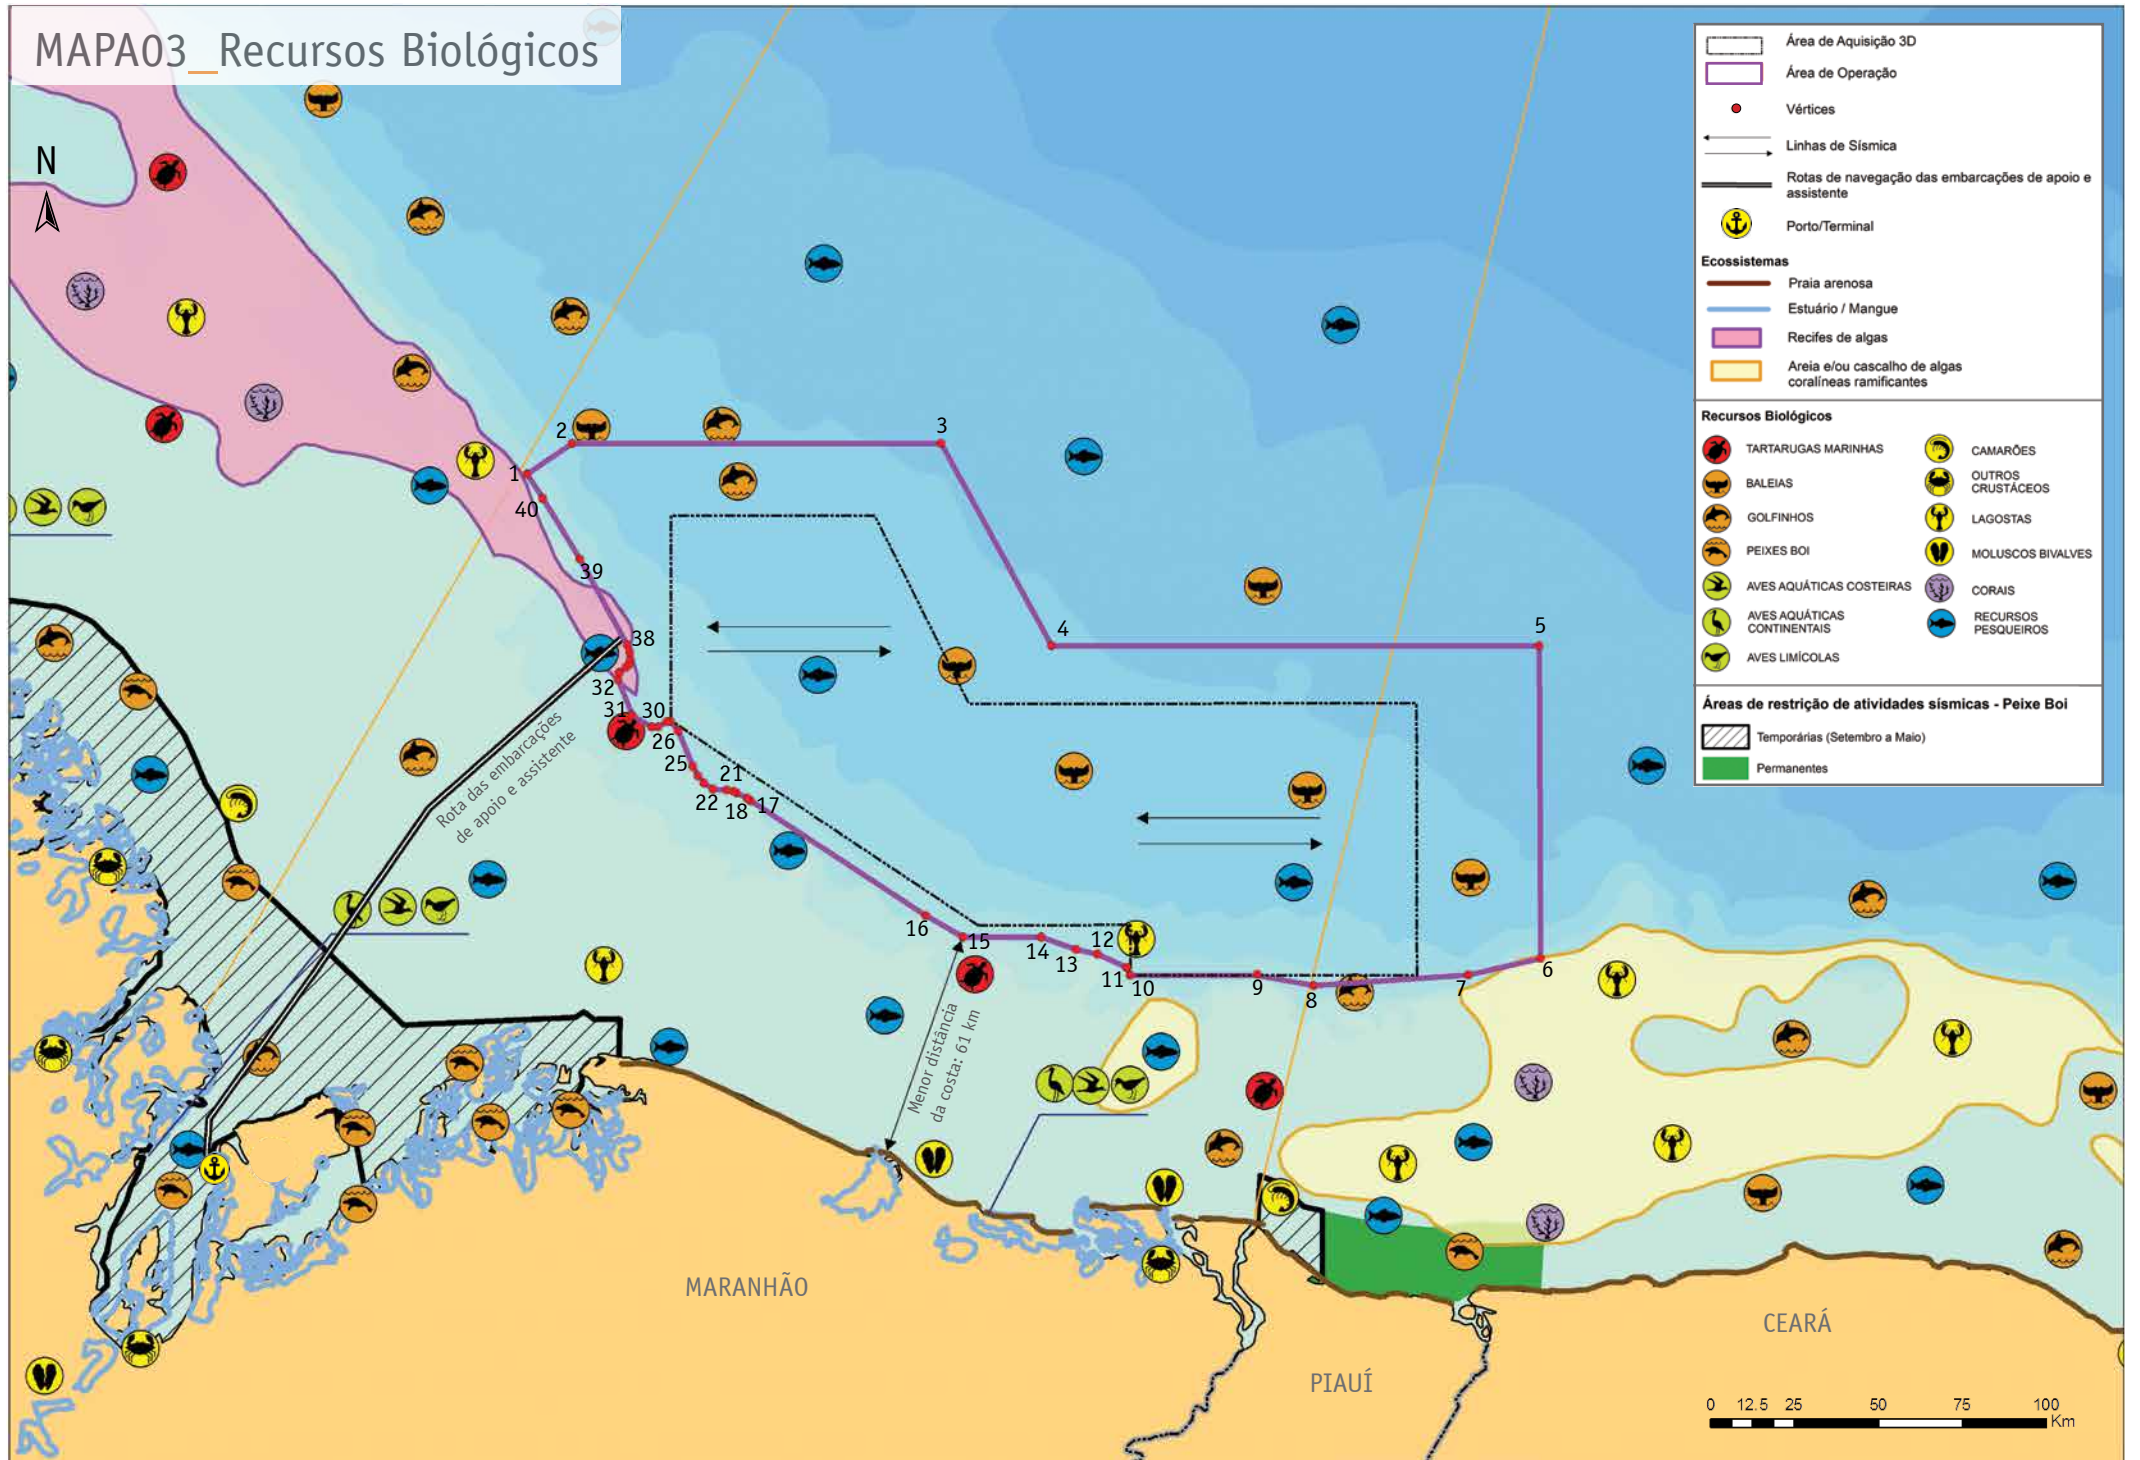 MAPA03_Recursos Biológicos
N
Área de Aquisição 3D
Área de Operação
Vértices
Linhas de Sísmica
Rotas de navegação das embarcações de apoio e
assistente
Porto/Terminal
Ecossistemas
Praia arenosa
Estuário / Mangue
Recifes de algas
Areia e/ou cascalho de algas
coralíneas ramificantes
Recursos Biológicos
TARTARUGAS MARINHAS
BALEIAS
GOLFINHOS
PEIXES BOI
AVES AQUÁTICAS COSTEIRAS
AVES AQUÁTICAS
CONTINENTAIS
AVES LIMÍCOLAS
CAMARÕES
OUTROS
CRUSTÁCEOS
LAGOSTAS
MOLUSCOS BIVALVES
CORAIS
RECURSOS
PESQUEIROS
Áreas de restrição de atividades sísmicas - Peixe Boi
Temporárias (Setembro a Maio)
Permanentes
1
2
3
4
5
6
7
8
9
10
11
12
13
14
15
16
17
18
21
22
25
26
30
31
32
38
39
40
Rota das embarcações
de apoio e assistente
Menor distância
da costa: 61 km
MARANHÃO
PIAUÍ
CEARÁ
0 12.5 25 50 75 100
Km